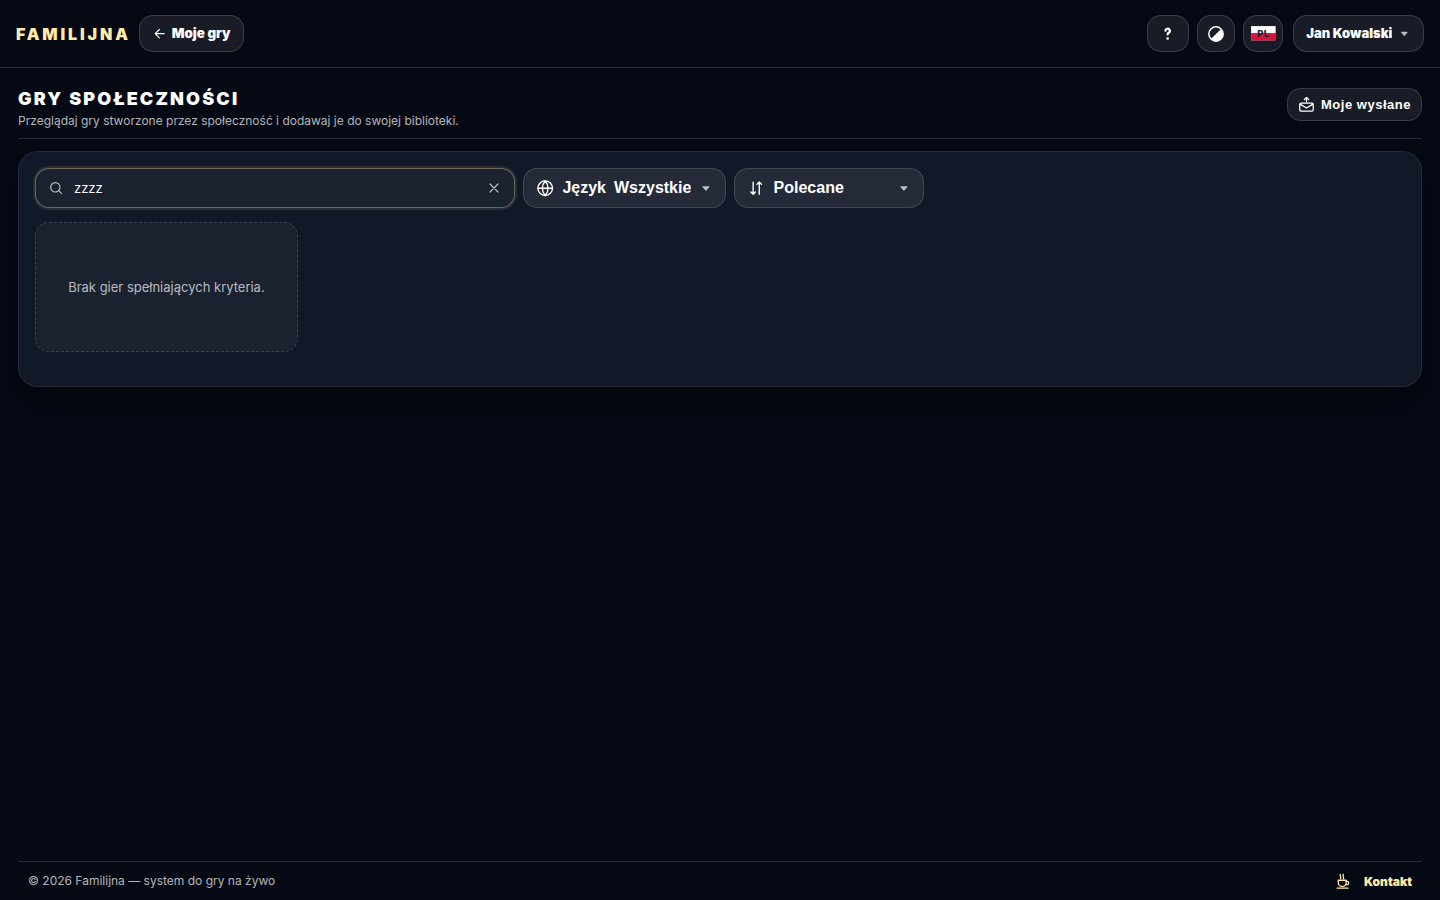 FAMILIJNA
Moje gry
?
PL
Jan Kowalski
GRY SPOŁECZNOŚCI
Przeglądaj gry stworzone przez społeczność i dodawaj je do swojej biblioteki.
Moje wysłane
zzzz
Język Wszystkie
Polecane
Brak gier spełniających kryteria.
© 2026 Familijna — system do gry na żywo
Kontakt